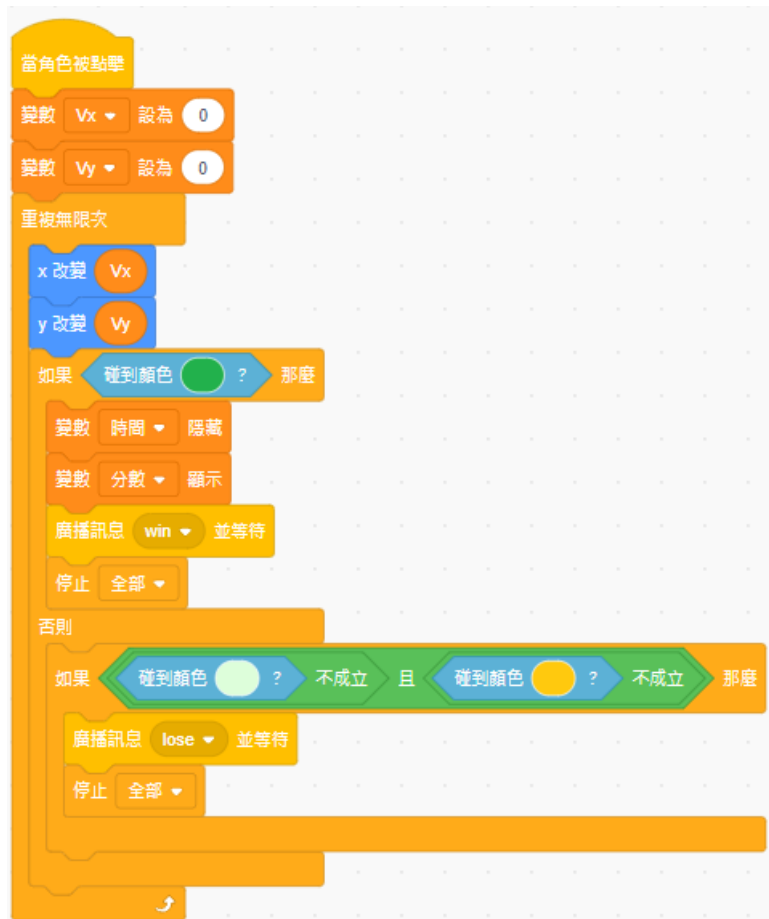 當角色被點擊
變數 Vx 設為 0
變數 Vy 設為 0
重複無限次
x 改變 Vx
y 改變 Vy
如果 碰到顏色 ? 那麼
變數 時間 隱藏
變數 分數 顯示
廣播訊息 win 並等待
停止 全部
否則
如果 碰到顏色 ? 不成立 且 碰到顏色 ? 不成立 那麼
廣播訊息 lose 並等待
停止 全部